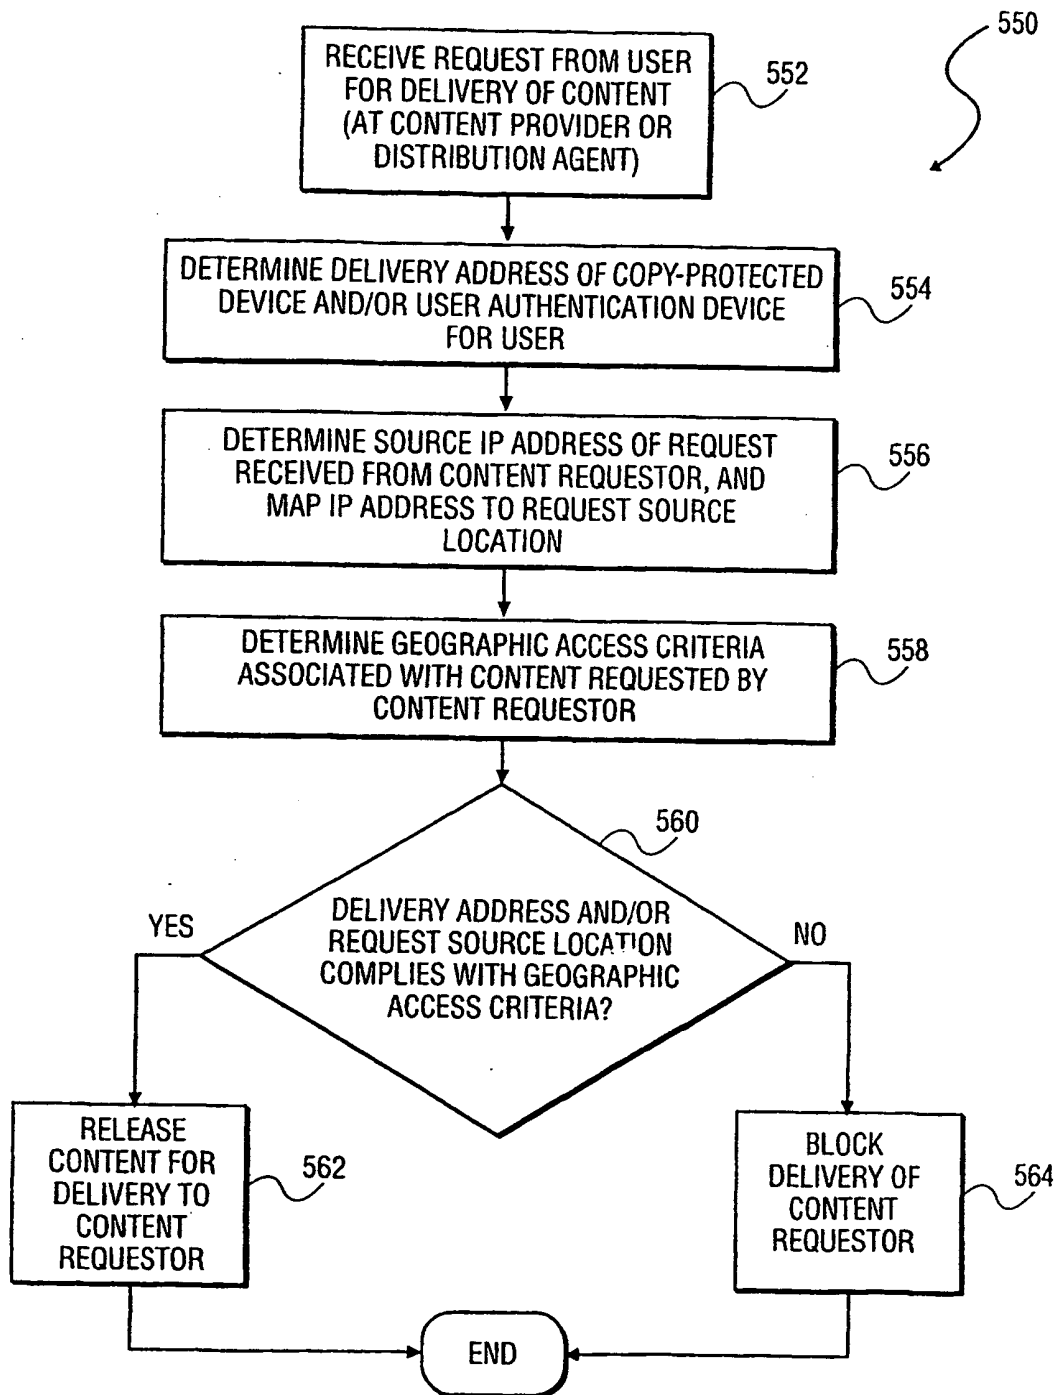 550
RECEIVE REQUEST FROM USER
FOR DELIVERY OF CONTENT
(AT CONTENT PROVIDER OR
DISTRIBUTION AGENT)
552
DETERMINE DELIVERY ADDRESS OF COPY-PROTECTED
DEVICE AND/OR USER AUTHENTICATION DEVICE
FOR USER
554
DETERMINE SOURCE IP ADDRESS OF REQUEST
RECEIVED FROM CONTENT REQUESTOR, AND
MAP IP ADDRESS TO REQUEST SOURCE
LOCATION
556
DETERMINE GEOGRAPHIC ACCESS CRITERIA
ASSOCIATED WITH CONTENT REQUESTED BY
CONTENT REQUESTOR
558
560
DELIVERY ADDRESS AND/OR
REQUEST SOURCE LOCATION
COMPLIES WITH GEOGRAPHIC
ACCESS CRITERIA?
YES
NO
RELEASE
CONTENT FOR
DELIVERY TO
CONTENT
REQUESTOR
562
BLOCK
DELIVERY OF
CONTENT
REQUESTOR
564
END